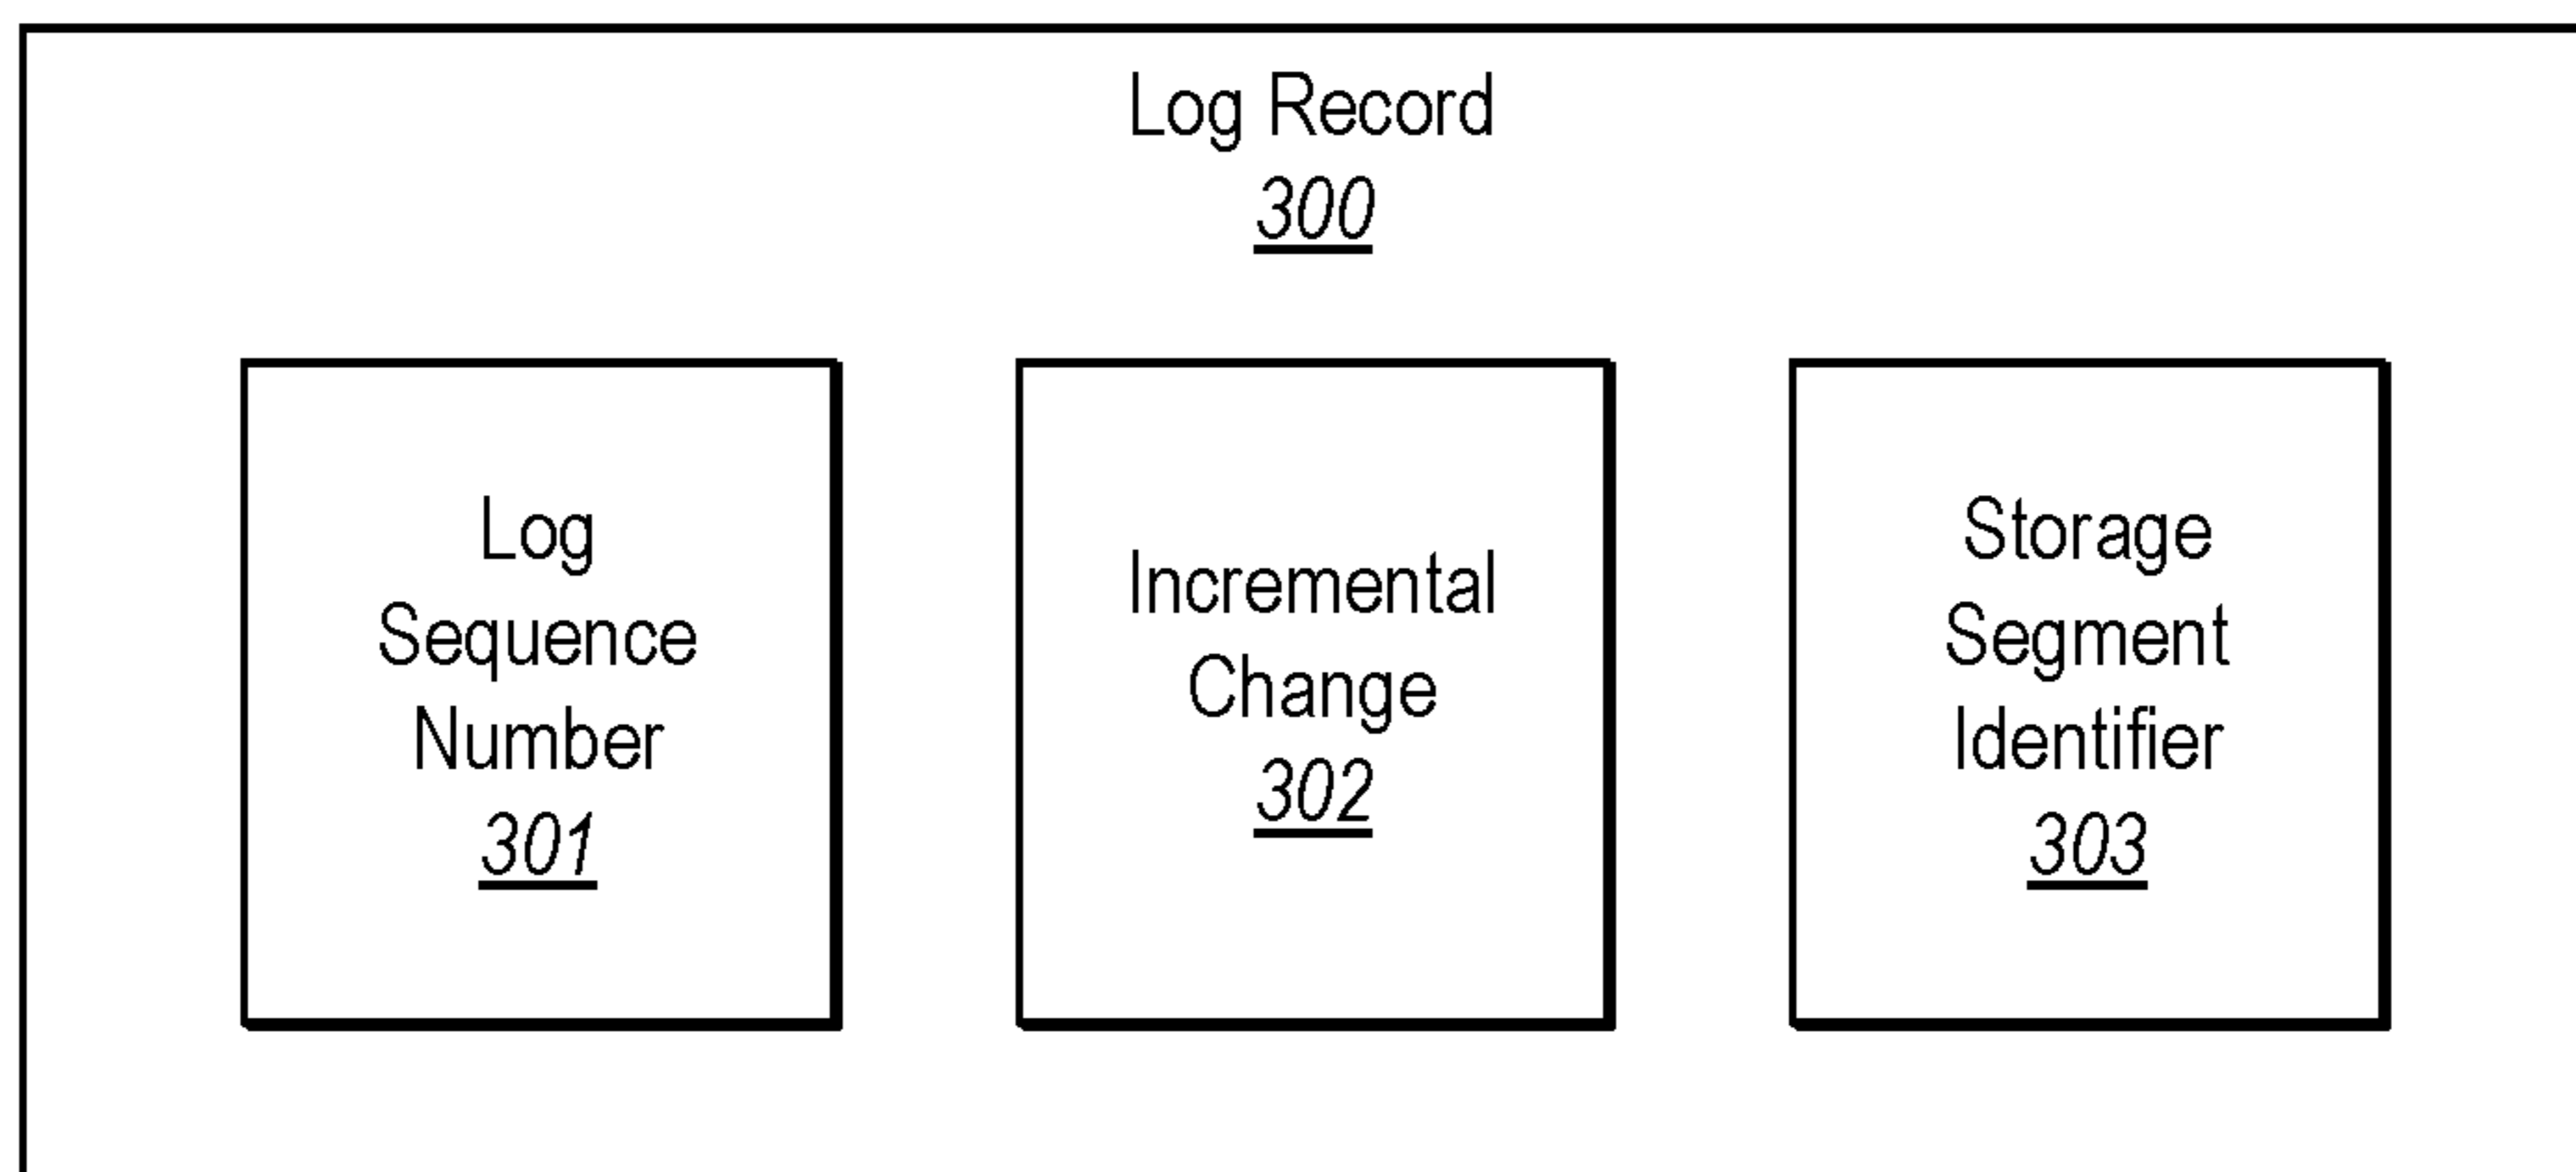 Log Record
300
Log
Sequence
Number
301
Incremental
Change
302
Storage
Segment
Identifier
303